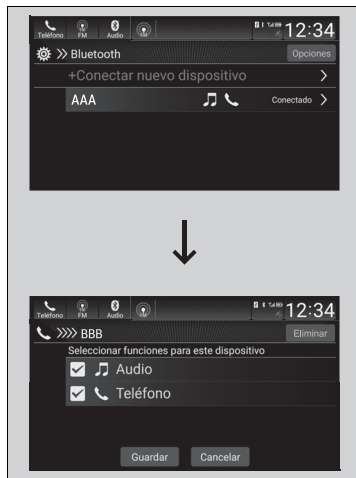 Teléfono FM Audio 12:34
Bluetooth Opciones
+Conectar nuevo dispositivo
AAA Conectado
Teléfono FM Audio 12:34
BBB Eliminar
Seleccionar funciones para este dispositivo
Audio
Teléfono
Guardar Cancelar